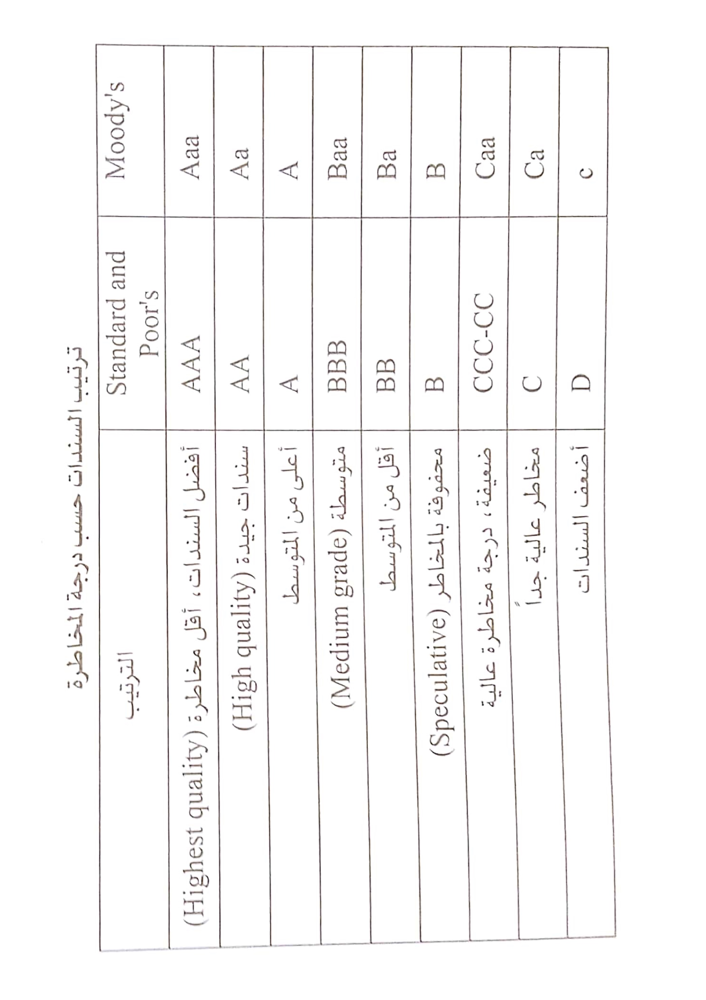 ترتيب السندات حسب درجة المخاطرة
Moody's Standard and Poor's الترتيب
Aaa AAA أفضل السندات، أقل مخاطرة (Highest quality)
Aa AA سندات جيدة (High quality)
A A أعلى من المتوسط
Baa BBB متوسطة (Medium grade)
Ba BB أقل من المتوسط
B B محفوفة بالمخاطر (Speculative)
Caa CCC-CC ضعيفة، درجة مخاطرة عالية
Ca C مخاطر عالية جداً
c D أضعف السندات